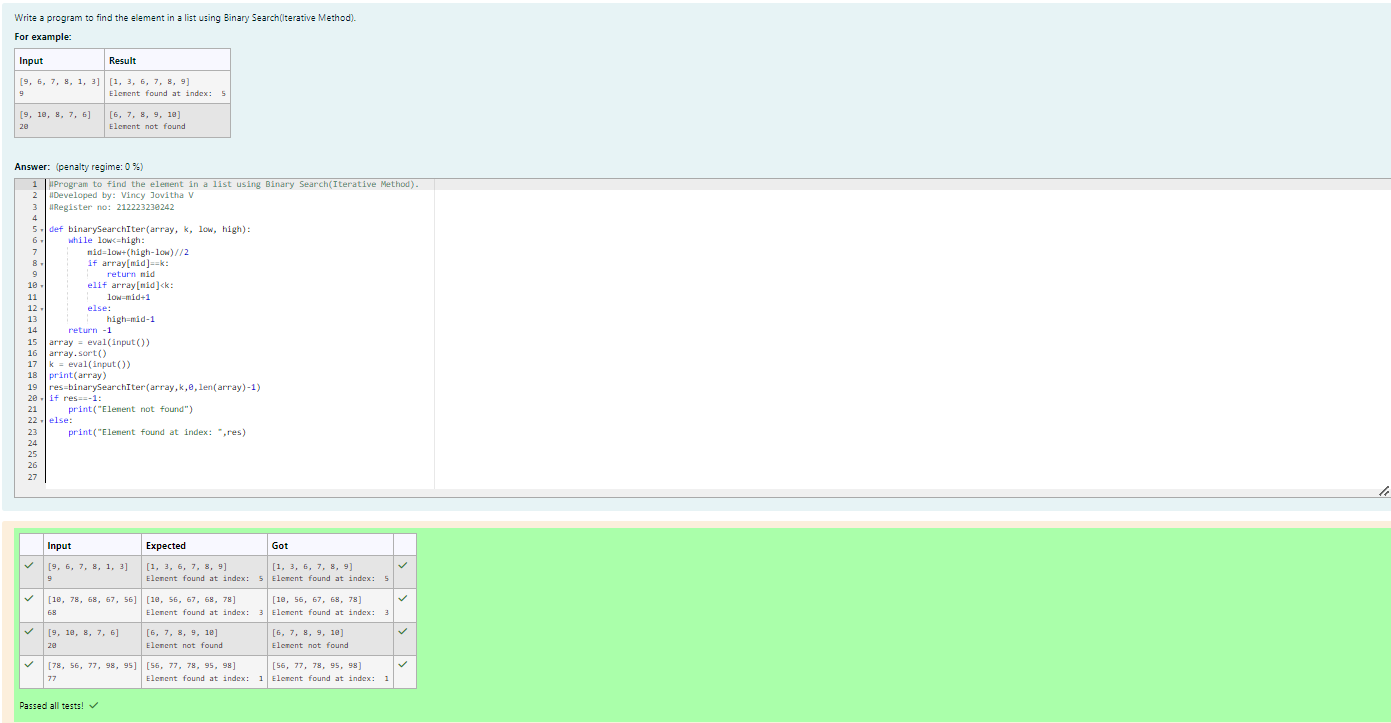 Write a program to find the element in a list using Binary Search(Iterative Method).
For example:
Input Result
[9, 6, 7, 8, 1, 3] [1, 3, 6, 7, 8, 9]
9 Element found at index:  5
[9, 10, 8, 7, 6] [6, 7, 8, 9, 10]
20 Element not found
Answer: (penalty regime: 0 %)
1 #Program to find the element in a list using Binary Search(Iterative Method).
2 #Developed by: Vincy Jovitha V
3 #Register no: 212223230242
4
5 def binarySearchIter(array, k, low, high):
6     while low<=high:
7         mid=low+(high-low)//2
8         if array[mid]==k:
9             return mid
10         elif array[mid]<k:
11             low=mid+1
12         else:
13             high=mid-1
14     return -1
15 array = eval(input())
16 array.sort()
17 k = eval(input())
18 print(array)
19 res=binarySearchIter(array,k,0,len(array)-1)
20 if res==-1:
21     print("Element not found")
22 else:
23     print("Element found at index: ",res)
24
25
26
27
Input Expected Got
[9, 6, 7, 8, 1, 3] [1, 3, 6, 7, 8, 9] [1, 3, 6, 7, 8, 9]
9 Element found at index:  5 Element found at index:  5
[10, 78, 68, 67, 56] [10, 56, 67, 68, 78] [10, 56, 67, 68, 78]
68 Element found at index:  3 Element found at index:  3
[9, 10, 8, 7, 6] [6, 7, 8, 9, 10] [6, 7, 8, 9, 10]
20 Element not found Element not found
[78, 56, 77, 98, 95] [56, 77, 78, 95, 98] [56, 77, 78, 95, 98]
77 Element found at index:  1 Element found at index:  1
Passed all tests!